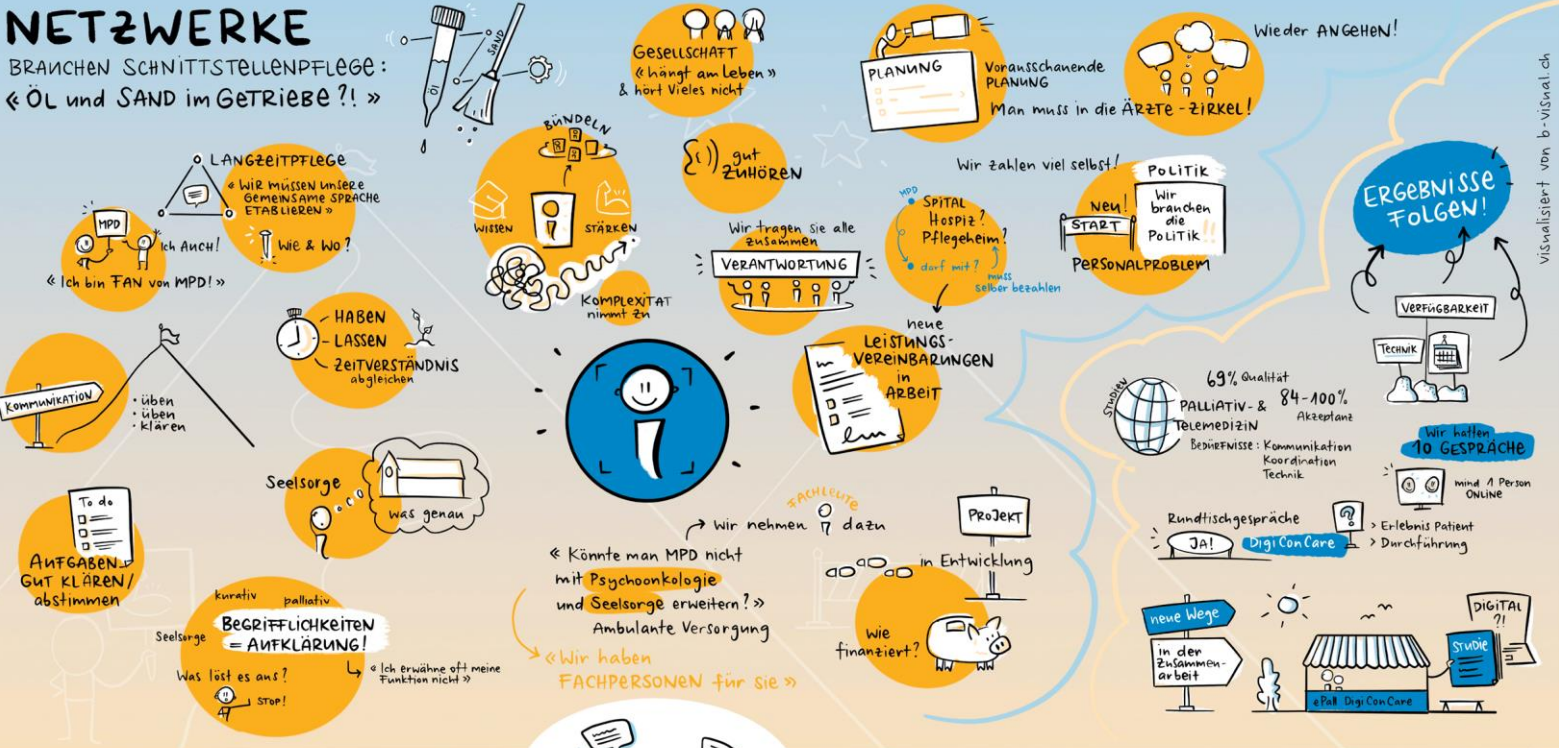 NETZWERKE
BRAUCHEN SCHNITTSTELLENPFLEGE:
« ÖL und SAND im GETRIEBE ?! »
ÖL
SAND
GESELLSCHAFT
« hängt am Leben »
& hört Vieles nicht
PLANUNG
Vorausschauende
PLANUNG
Man muss in die ÄRZTE-ZIRKEL!
Wieder ANGEHEN!
visualisiert von b-visual.ch
LANGZEITPFLEGE
« WIR MÜSSEN UNSERE
GEMEINSAME SPRACHE
ETABLIEREN »
Wie & Wo?
MPD
Ich AUCH!
« Ich bin FAN von MPD! »
BÜNDELN
WISSEN
STÄRKEN
KOMPLEXITÄT
nimmt zu
gut
ZUHÖREN
Wir tragen sie alle
zusammen
VERANTWORTUNG
MPD
SPITAL
Hospiz?
Pflegeheim?
darf mit?
muss
selber bezahlen
Wir zahlen viel selbst!
POLITIK
Wir
brauchen
die
POLITIK
!!
Neu!
START
PERSONALPROBLEM
ERGEBNISSE
FOLGEN!
HABEN
LASSEN
ZEITVERSTÄNDNIS
abgleichen
KOMMUNIKATION
· üben
· üben
· klären
neue
LEISTUNGS-
VEREINBARUNGEN
in
ARBEIT
VERFÜGBARKEIT
TECHNIK
STUDIEN
69% Qualität
PALLIATIV- &
TELEMEDIZIN
84-100%
Akzeptanz
BEDÜRFNISSE: Kommunikation
Koordination
Technik
Wir hatten
10 GESPRÄCHE
mind 1 Person
ONLINE
Seelsorge
was genau
To do
AUFGABEN
GUT KLÄREN/
abstimmen
FACHLEUTE
Wir nehmen dazu
« Könnte man MPD nicht
mit Psychoonkologie
und Seelsorge erweitern? »
Ambulante Versorgung
« Wir haben
FACHPERSONEN für sie »
PROJEKT
in Entwicklung
Wie
finanziert?
Rundtischgespräche
JA!
DigiConCare
?
> Erlebnis Patient
> Durchführung
kurativ
palliativ
Seelsorge
BEGRIFFLICHKEITEN
= AUFKLÄRUNG!
Was löst es aus?
STOP!
« Ich erwähne oft meine
Funktion nicht »
neue Wege
in der
Zusammen-
arbeit
ePall DigiConCare
STUDIE
DIGITAL
?!